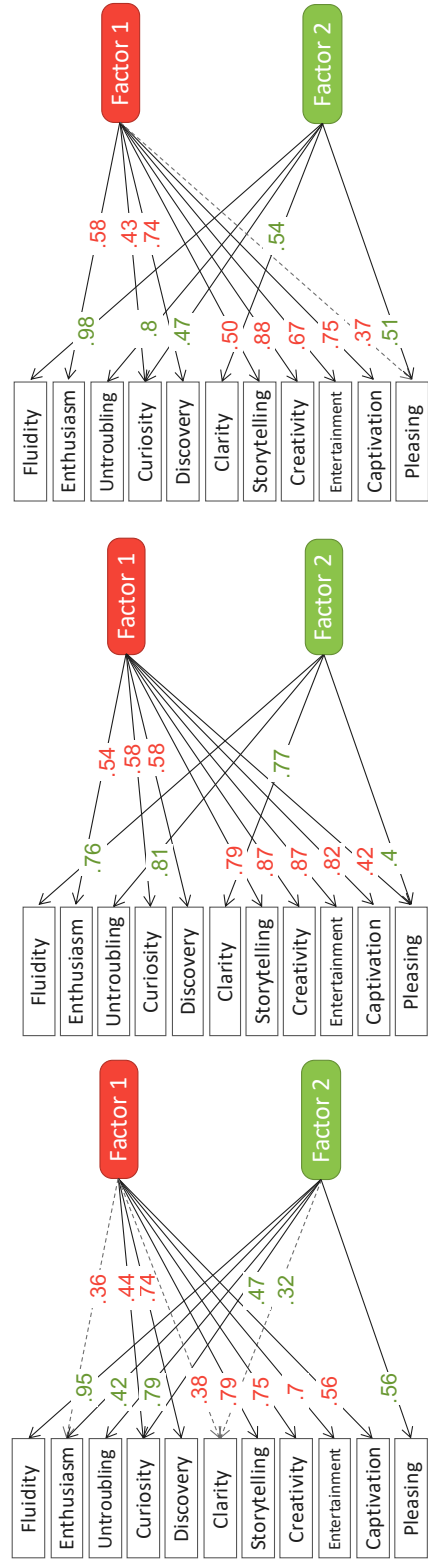 Fluidity
Enthusiasm
Untroubling
Curiosity
Discovery
Clarity
Storytelling
Creativity
Entertainment
Captivation
Pleasing
.95
.42
.79
.36
.44
.74
.38
.79
.75
.7
.56
.47
.32
.56
Factor 1
Factor 2
Fluidity
Enthusiasm
Untroubling
Curiosity
Discovery
Clarity
Storytelling
Creativity
Entertainment
Captivation
Pleasing
.76
.81
.54
.58
.58
.79
.87
.87
.82
.42
.77
.4
Factor 1
Factor 2
Fluidity
Enthusiasm
Untroubling
Curiosity
Discovery
Clarity
Storytelling
Creativity
Entertainment
Captivation
Pleasing
.98
.8
.47
.58
.43
.74
.50
.88
.67
.75
.37
.54
.51
Factor 1
Factor 2